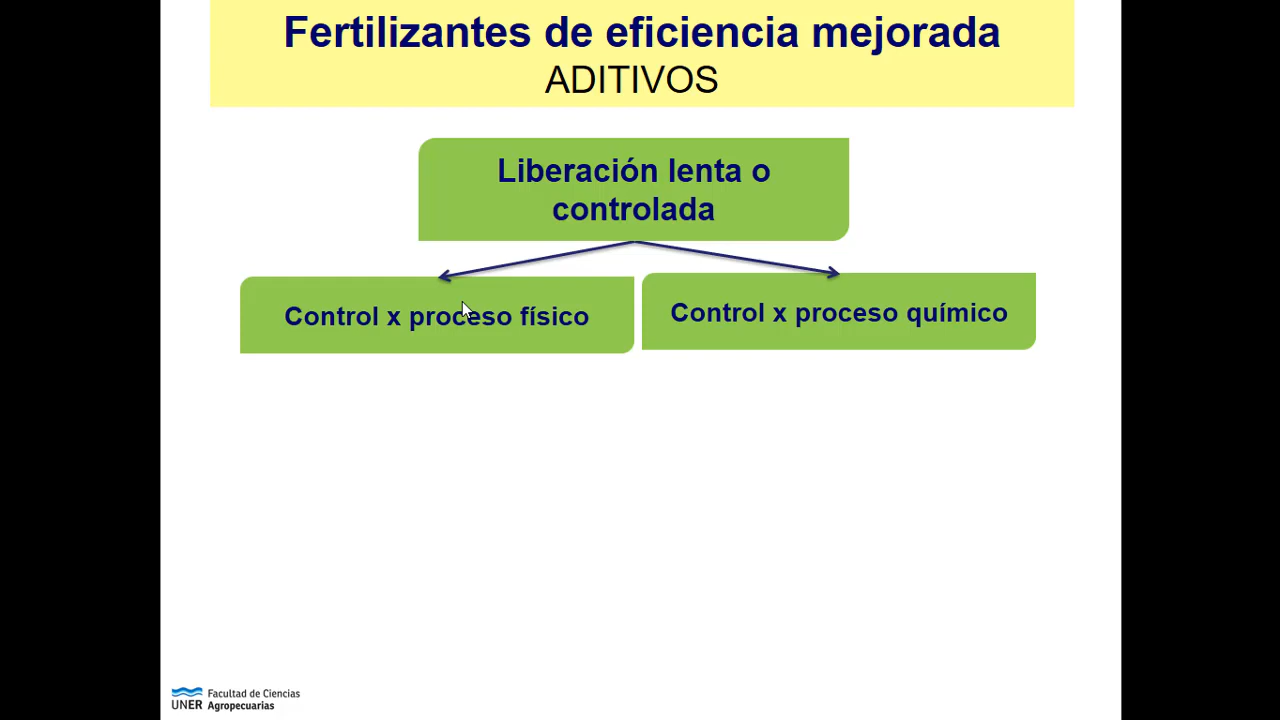 Fertilizantes de eficiencia mejorada
ADITIVOS
Liberación lenta o
controlada
Control x proceso físico
Control x proceso químico
UNER
Facultad de Ciencias
Agropecuarias